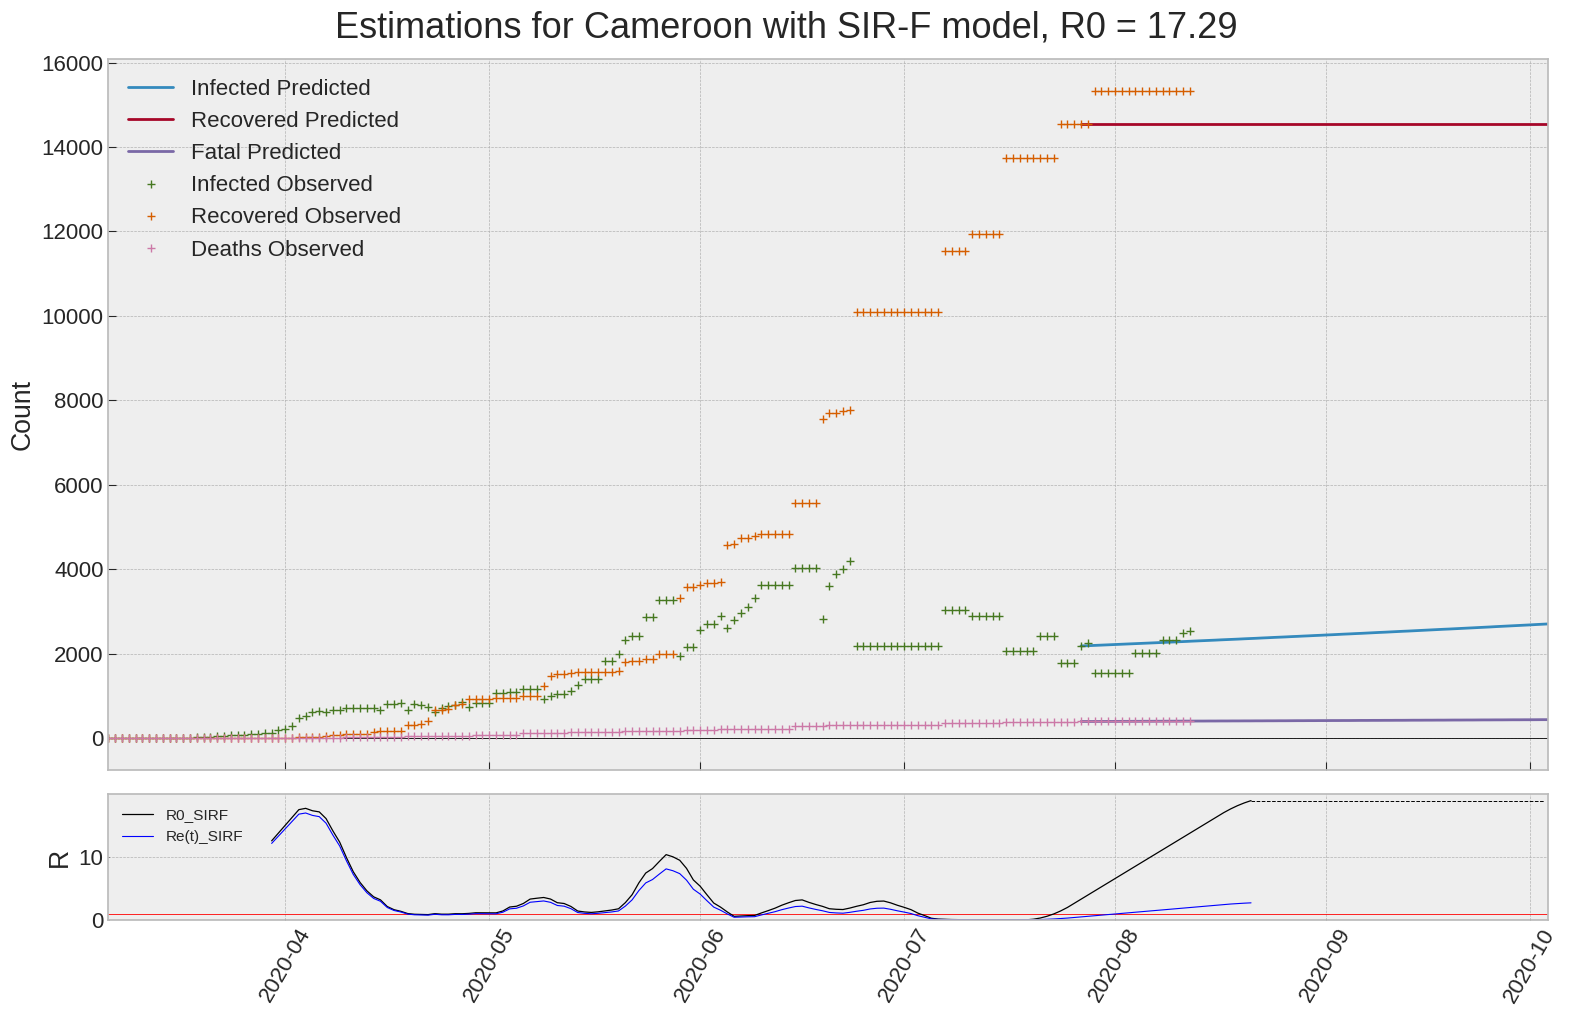 Estimations for Cameroon with SIR-F model, R0 = 17.29
16000
14000
12000
10000
8000
6000
4000
2000
0
Count
Infected Predicted
Recovered Predicted
Fatal Predicted
Infected Observed
Recovered Observed
Deaths Observed
R0_SIRF
Re(t)_SIRF
10
0
R
2020-04
2020-05
2020-06
2020-07
2020-08
2020-09
2020-10